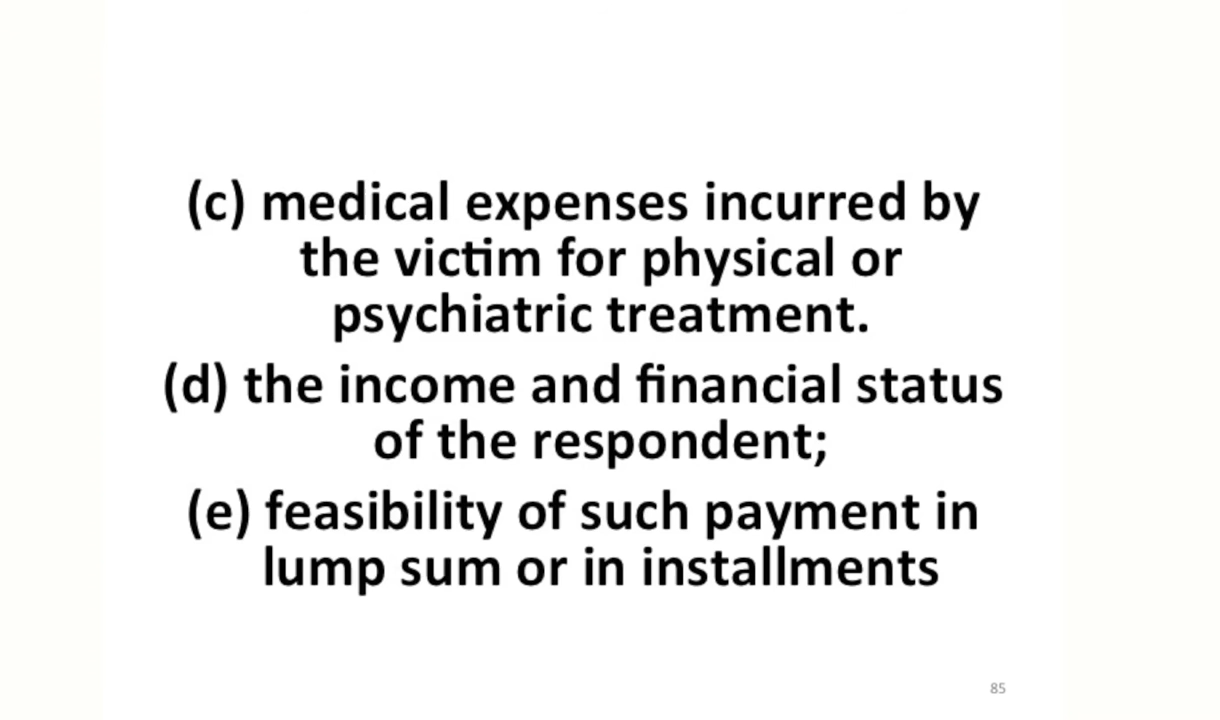 (c) medical expenses incurred by
the victim for physical or
psychiatric treatment.
(d) the income and financial status
of the respondent;
(e) feasibility of such payment in
lump sum or in installments
85